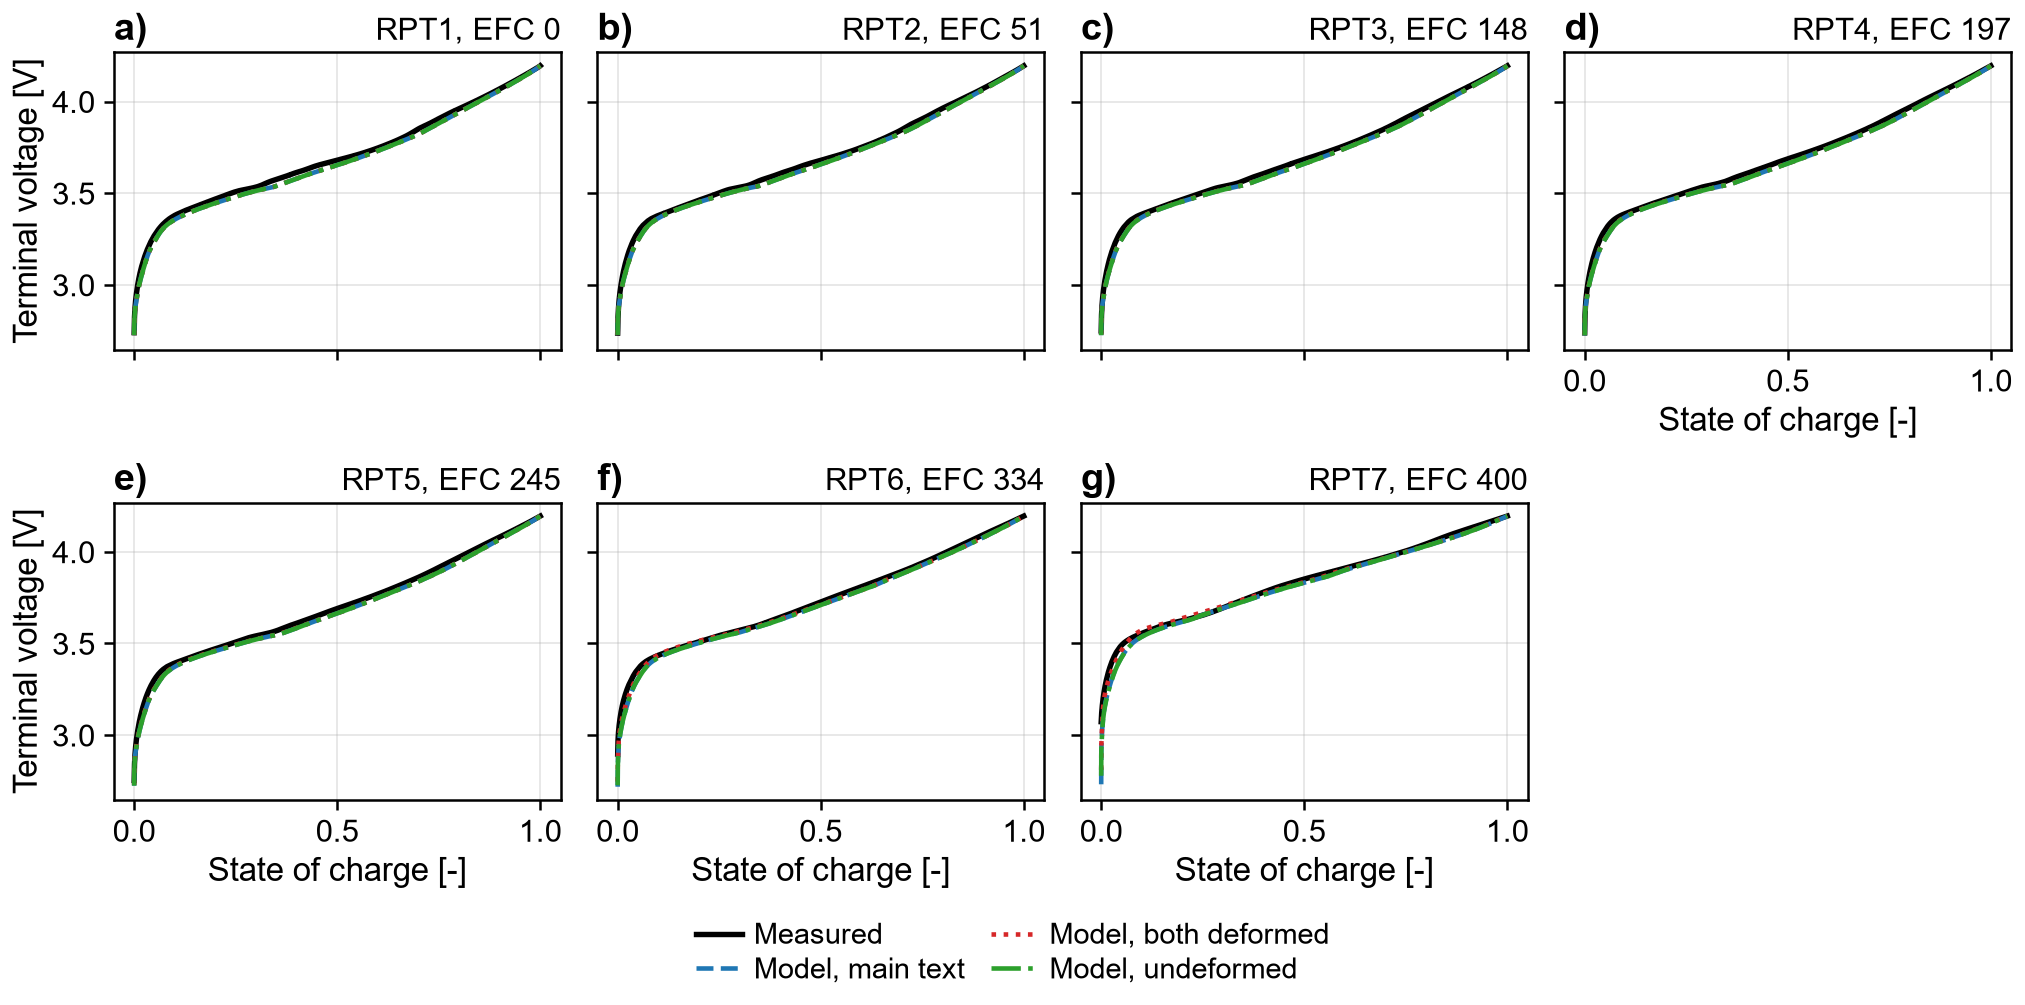 a) RPT1, EFC 0
b) RPT2, EFC 51
c) RPT3, EFC 148
d) RPT4, EFC 197
Terminal voltage [V]
4.0
3.5
3.0
0.0 0.5 1.0
State of charge [-]
e) RPT5, EFC 245
f) RPT6, EFC 334
g) RPT7, EFC 400
Terminal voltage [V]
4.0
3.5
3.0
0.0 0.5 1.0
0.0 0.5 1.0
0.0 0.5 1.0
State of charge [-]
State of charge [-]
State of charge [-]
Measured
Model, main text
Model, both deformed
Model, undeformed